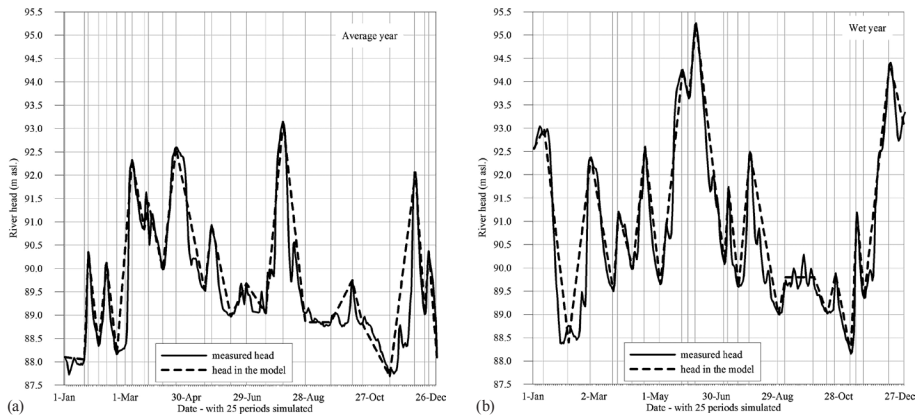 95.5
95.0
94.5
94.0
93.5
93.0
92.5
92.0
91.5
91.0
90.5
90.0
89.5
89.0
88.5
88.0
87.5
River head (m asl.)
Average year
measured head
head in the model
1-Jan 1-Mar 30-Apr 29-Jun 28-Aug 27-Oct 26-Dec
Date - with 25 periods simulated
(a)
95.5
95.0
94.5
94.0
93.5
93.0
92.5
92.0
91.5
91.0
90.5
90.0
89.5
89.0
88.5
88.0
87.5
River head (m asl.)
Wet year
measured head
head in the model
1-Jan 2-Mar 1-May 30-Jun 29-Aug 28-Oct 27-Dec
Date - with 25 periods simulated
(b)